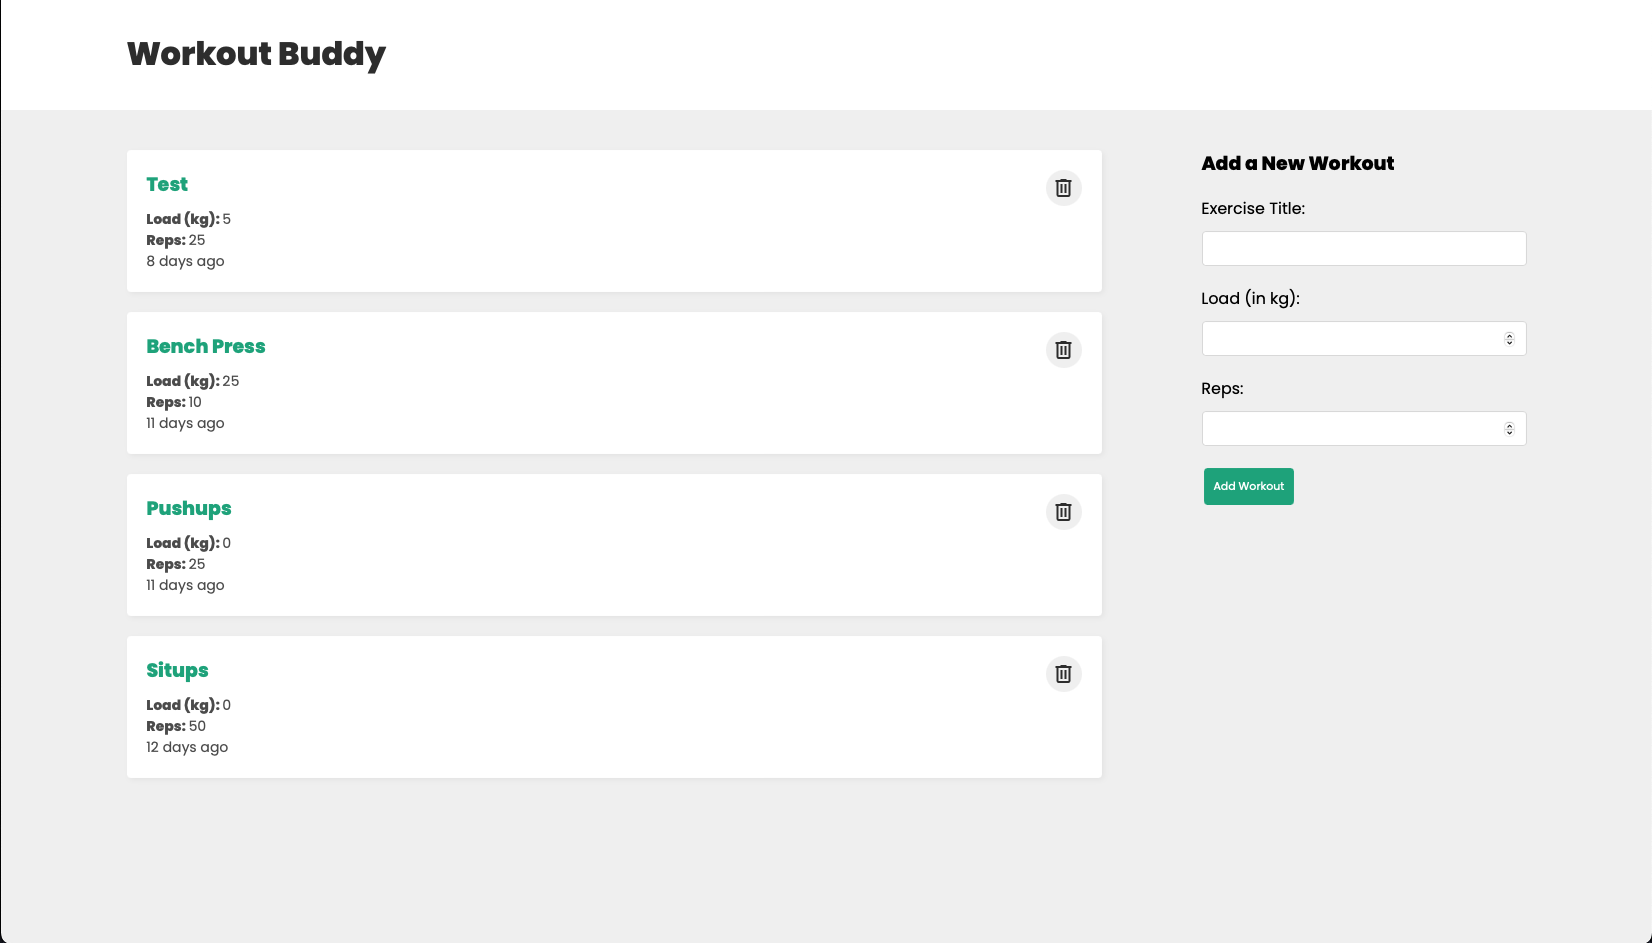 Workout Buddy
Test
Load (kg): 5
Reps: 25
8 days ago
Bench Press
Load (kg): 25
Reps: 10
11 days ago
Pushups
Load (kg): 0
Reps: 25
11 days ago
Situps
Load (kg): 0
Reps: 50
12 days ago
Add a New Workout
Exercise Title:
Load (in kg):
Reps:
Add Workout